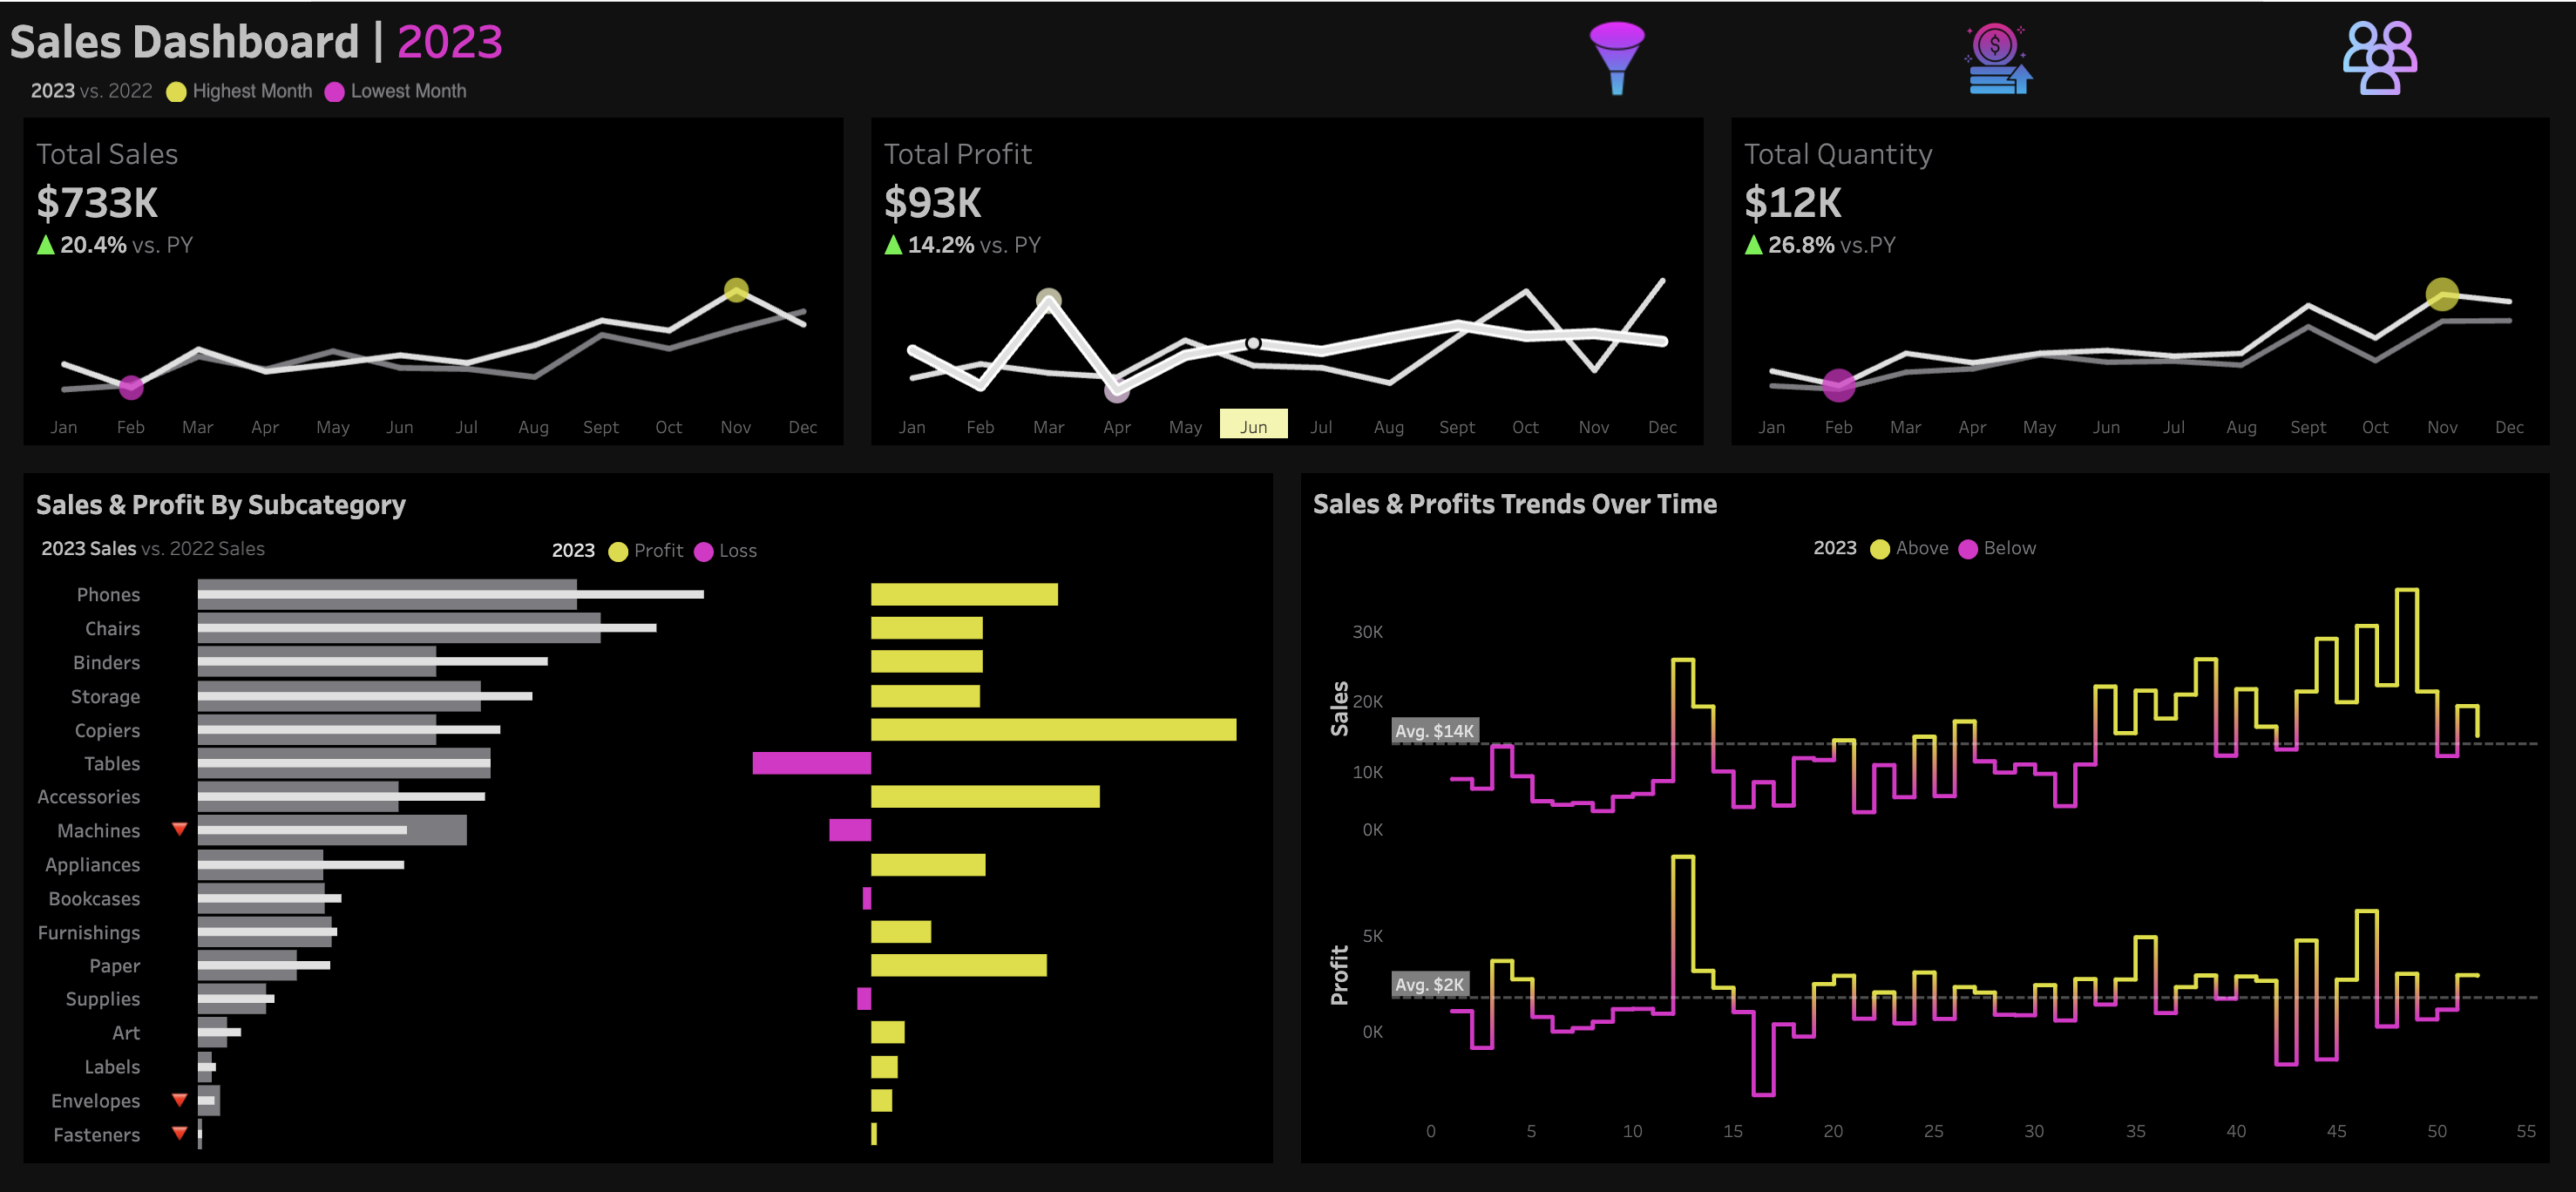 Sales Dashboard | 2023
2023 vs. 2022 Highest Month Lowest Month
Total Sales
$733K
20.4% vs. PY
Jan Feb Mar Apr May Jun Jul Aug Sept Oct Nov Dec
Total Profit
$93K
14.2% vs. PY
Jan Feb Mar Apr May Jun Jul Aug Sept Oct Nov Dec
Total Quantity
$12K
26.8% vs.PY
Jan Feb Mar Apr May Jun Jul Aug Sept Oct Nov Dec
Sales & Profit By Subcategory
2023 Sales vs. 2022 Sales
2023 Profit Loss
Phones
Chairs
Binders
Storage
Copiers
Tables
Accessories
Machines
Appliances
Bookcases
Furnishings
Paper
Supplies
Art
Labels
Envelopes
Fasteners
Sales & Profits Trends Over Time
2023 Above Below
Sales
30K
20K
Avg. $14K
10K
0K
Profit
5K
Avg. $2K
0K
0 5 10 15 20 25 30 35 40 45 50 55